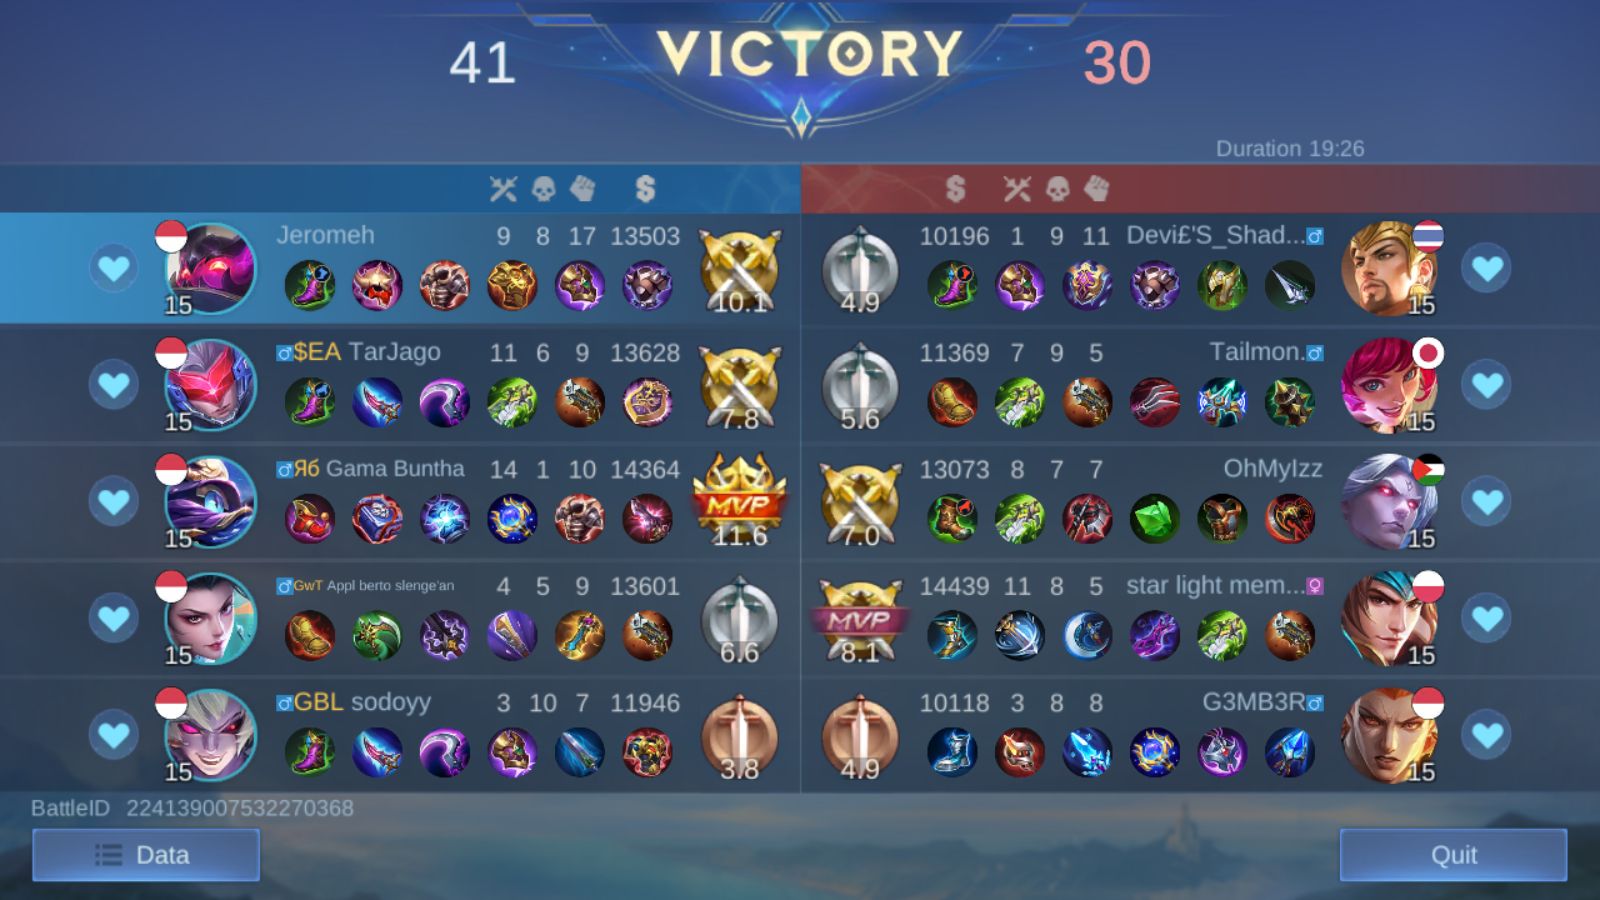 41 VICTORY 30
Duration 19:26
Jeromeh 9 8 17 13503 10.1 15
4.9 10196 1 9 11 Devi£'S_Shad... 15
$EA TarJago 11 6 9 13628 7.8 15
5.6 11369 7 9 5 Tailmon. 15
Яб Gama Buntha 14 1 10 14364 MVP 11.6 15
7.0 13073 8 7 7 OhMyIzz 15
GwT Appl berto slenge'an 4 5 9 13601 6.6 15
MVP 8.1 14439 11 8 5 star light mem... 15
GBL sodoyy 3 10 7 11946 3.8 15
4.9 10118 3 8 8 G3MB3R 15
BattleID 224139007532270368
Data
Quit